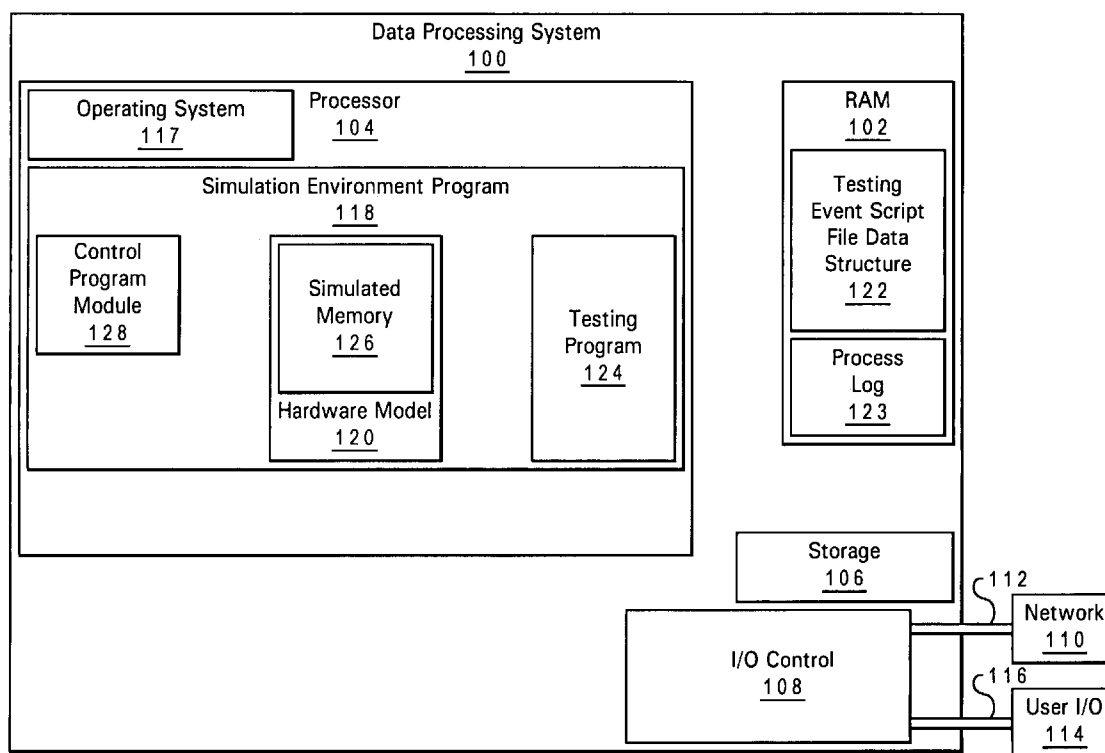 Data Processing System
100
Operating System
117
Processor
104
Simulation Environment Program
118
Control
Program
Module
128
Simulated
Memory
126
Hardware Model
120
Testing
Program
124
RAM
102
Testing
Event Script
File Data
Structure
122
Process
Log
123
Storage
106
I/O Control
108
112
Network
110
116
User I/O
114